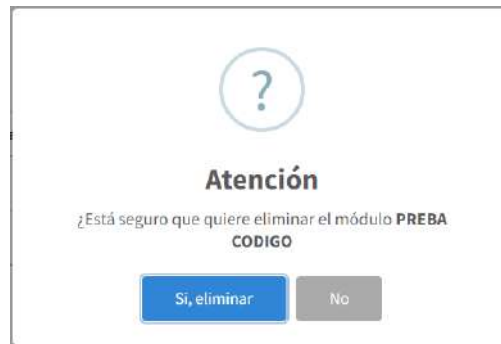 ?
Atención
¿Está seguro que quiere eliminar el módulo PREBA
CODIGO
Si, eliminar
No